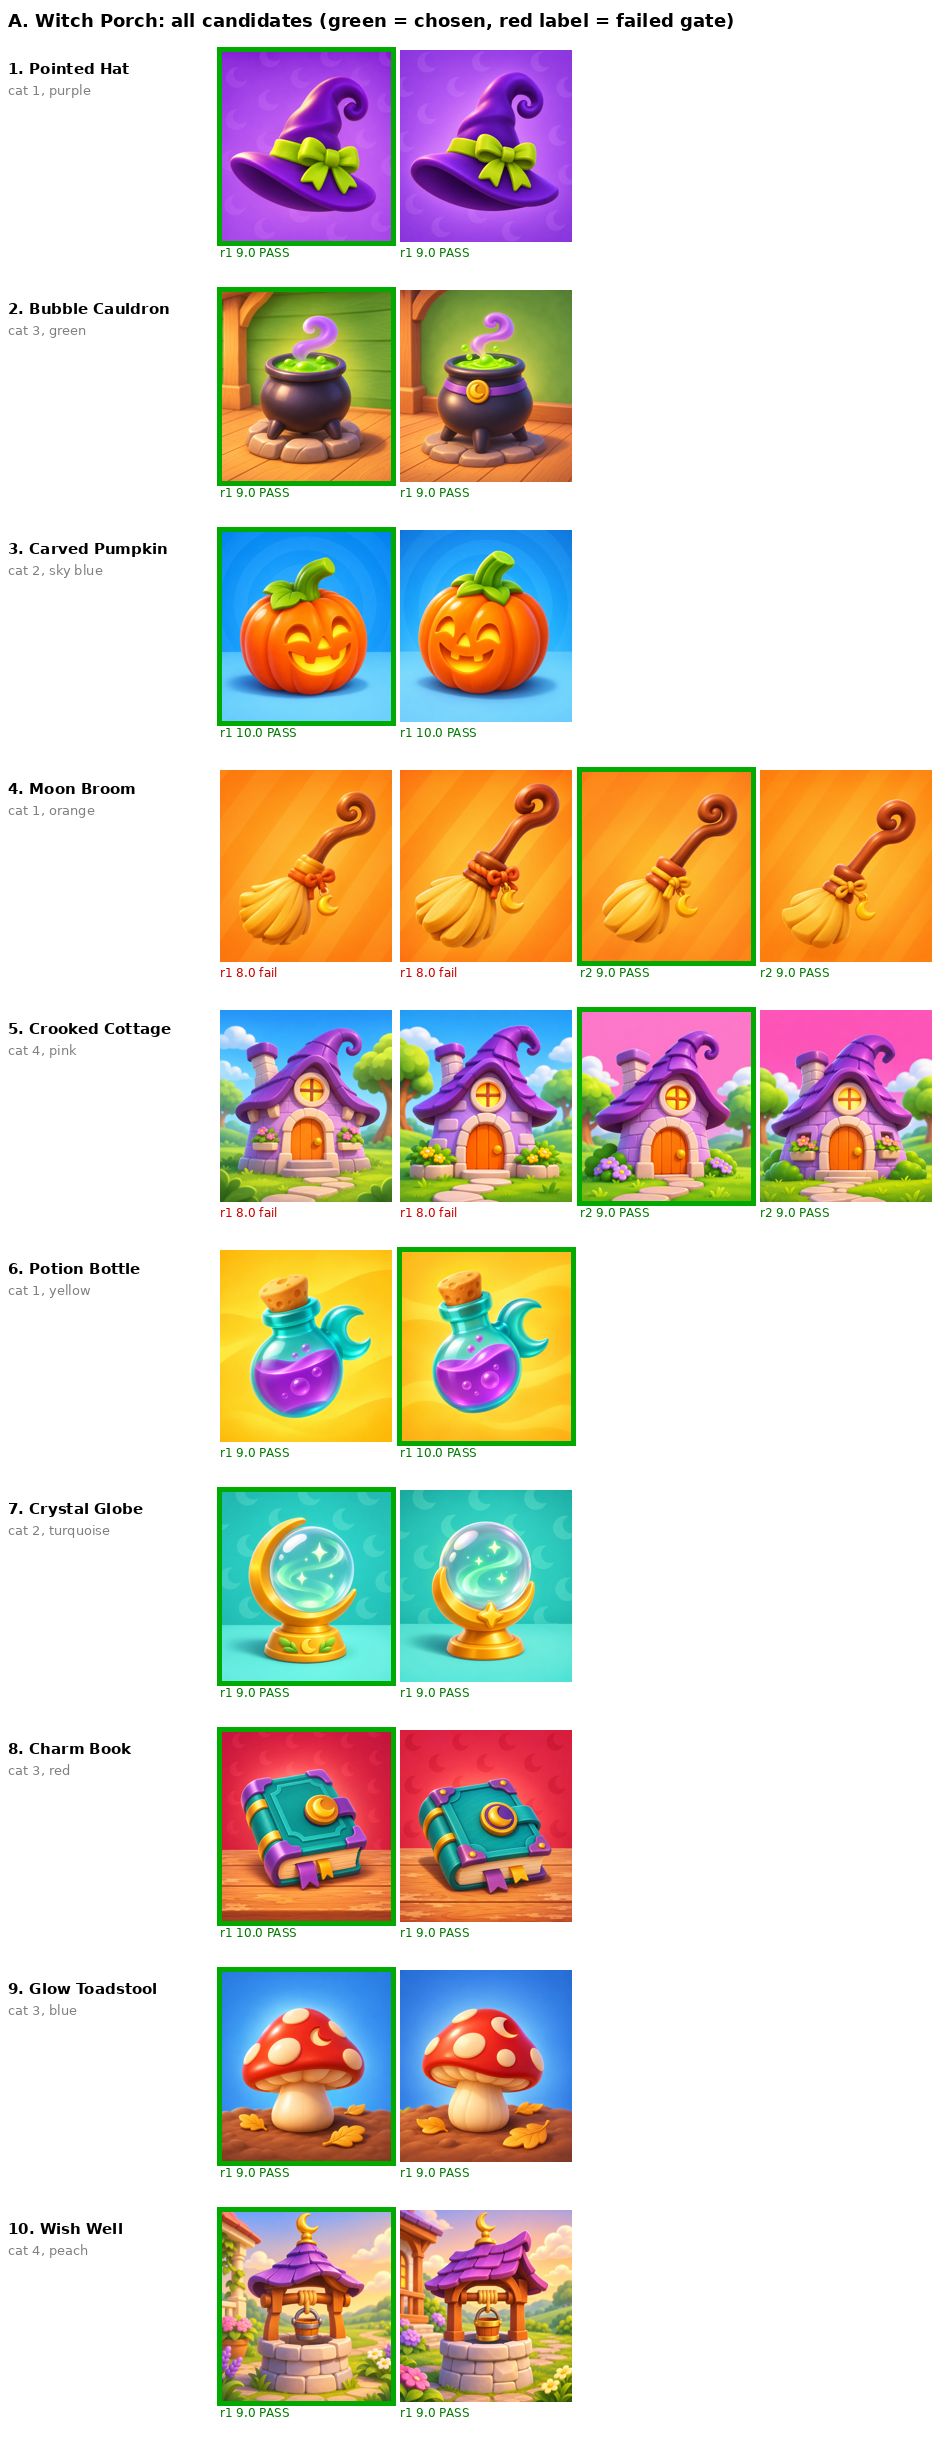 A. Witch Porch: all candidates (green = chosen, red label = failed gate)
1. Pointed Hat
cat 1, purple
r1 9.0 PASS
r1 9.0 PASS
2. Bubble Cauldron
cat 3, green
r1 9.0 PASS
r1 9.0 PASS
3. Carved Pumpkin
cat 2, sky blue
r1 10.0 PASS
r1 10.0 PASS
4. Moon Broom
cat 1, orange
r1 8.0 fail
r1 8.0 fail
r2 9.0 PASS
r2 9.0 PASS
5. Crooked Cottage
cat 4, pink
r1 8.0 fail
r1 8.0 fail
r2 9.0 PASS
r2 9.0 PASS
6. Potion Bottle
cat 1, yellow
r1 9.0 PASS
r1 10.0 PASS
7. Crystal Globe
cat 2, turquoise
r1 9.0 PASS
r1 9.0 PASS
8. Charm Book
cat 3, red
r1 10.0 PASS
r1 9.0 PASS
9. Glow Toadstool
cat 3, blue
r1 9.0 PASS
r1 9.0 PASS
10. Wish Well
cat 4, peach
r1 9.0 PASS
r1 9.0 PASS